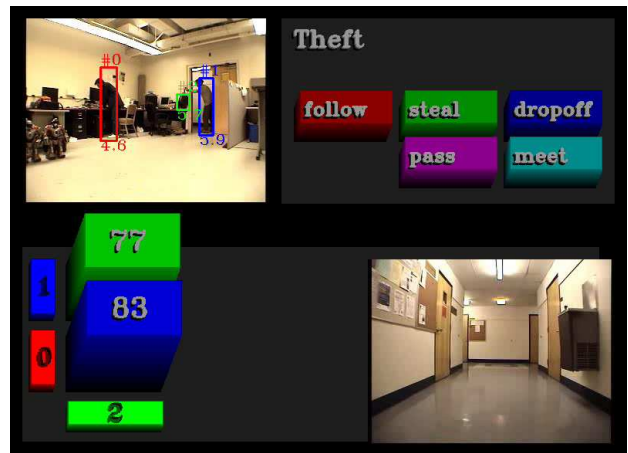 Theft
#0
#1
4.6
5.9
follow
steal
dropoff
pass
meet
77
1
83
0
2